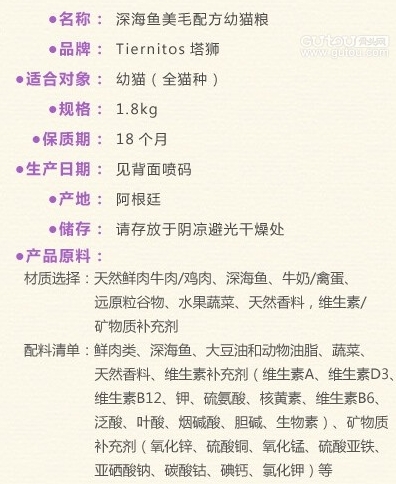 ●名称： 深海鱼美毛配方幼猫粮
●品牌： Tiernitos 塔狮
●适合对象： 幼猫（全猫种）
●规格： 1.8kg
●保质期： 18个月
●生产日期： 见背面喷码
●产地： 阿根廷
●储存： 请存放于阴凉避光干燥处
●产品原料：
材质选择：天然鲜肉牛肉/鸡肉、深海鱼、牛奶/禽蛋、
远原粒谷物、水果蔬菜、天然香料，维生素/
矿物质补充剂
配料清单：鲜肉类、深海鱼、大豆油和动物油脂、蔬菜、
天然香料、维生素补充剂（维生素A、维生素D3、
维生素B12、钾、硫氨酸、核黄素、维生素B6、
泛酸、叶酸、烟碱酸、胆碱、生物素）、矿物质
补充剂（氧化锌、硫酸铜、氧化锰、硫酸亚铁、
亚硒酸钠、碳酸钴、碘钙、氯化钾）等